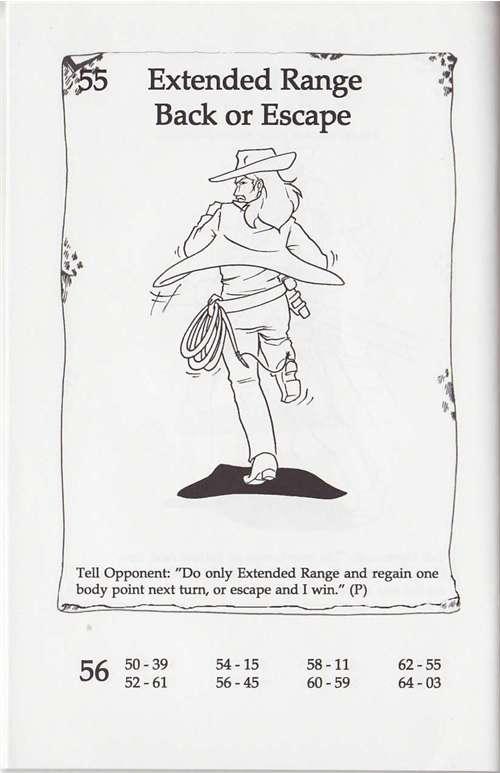 55 Extended Range
Back or Escape
Tell Opponent: "Do only Extended Range and regain one
body point next turn, or escape and I win." (P)
56 50 - 39 54 - 15 58 - 11 62 - 55
52 - 61 56 - 45 60 - 59 64 - 03